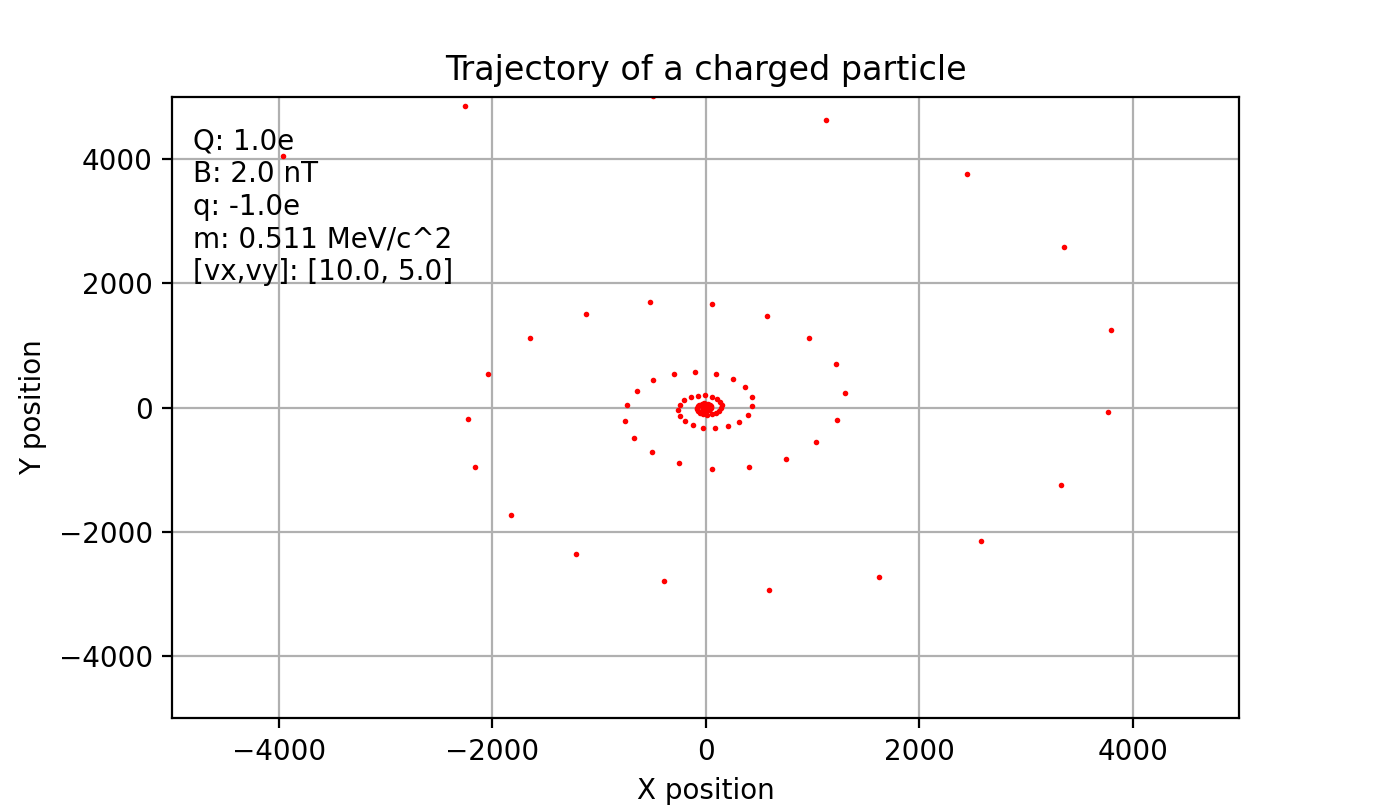 Trajectory of a charged particle
Q: 1.0e
B: 2.0 nT
q: -1.0e
m: 0.511 MeV/c^2
[vx,vy]: [10.0, 5.0]
4000
2000
0
−2000
−4000
Y position
−4000
−2000
0
2000
4000
X position